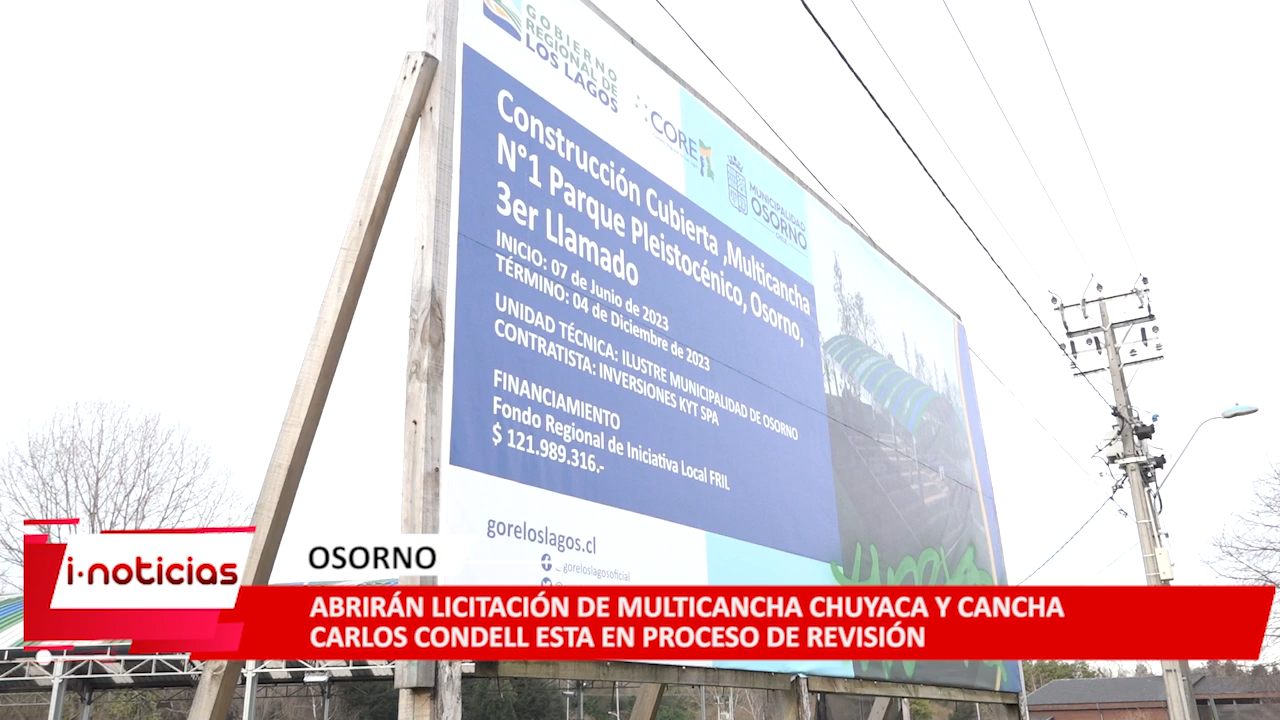 GOBIERNO
REGIONAL DE
LOS LAGOS
CORE
MUNICIPALIDAD
OSORNO
Construcción Cubierta ,Multicancha
N°1 Parque Pleistocénico, Osorno,
3er Llamado
INICIO: 07 de Junio de 2023
TÉRMINO: 04 de Diciembre de 2023
UNIDAD TÉCNICA: ILUSTRE MUNICIPALIDAD DE OSORNO
CONTRATISTA: INVERSIONES KYT SPA
FINANCIAMIENTO
Fondo Regional de Iniciativa Local FRIL
$ 121.989.316.-
goreloslagos.cl
goreloslagosoficial
i·noticias
OSORNO
ABRIRÁN LICITACIÓN DE MULTICANCHA CHUYACA Y CANCHA
CARLOS CONDELL ESTA EN PROCESO DE REVISIÓN